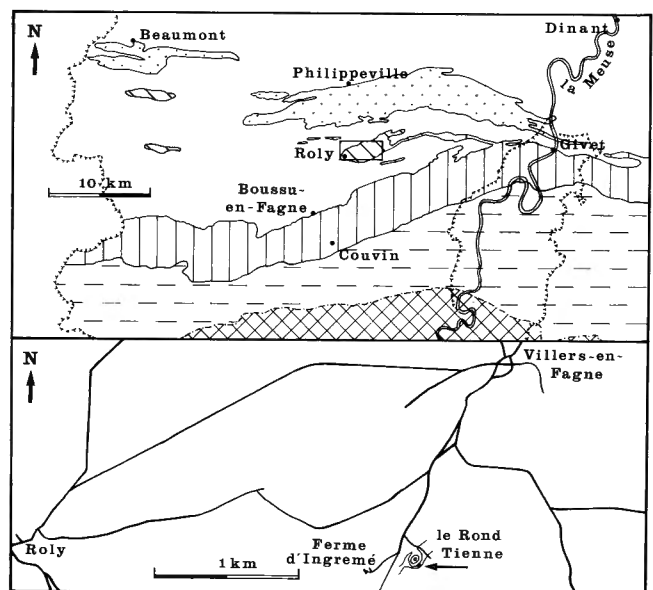 N
Beaumont
Dinant
la Meuse
Philippeville
Roly
Givet
10 km
Boussu-
en-Fagne
Couvin
N
Villers-en-
Fagne
Roly
Ferme
d'Ingremé
le Rond
Tienne
1 km